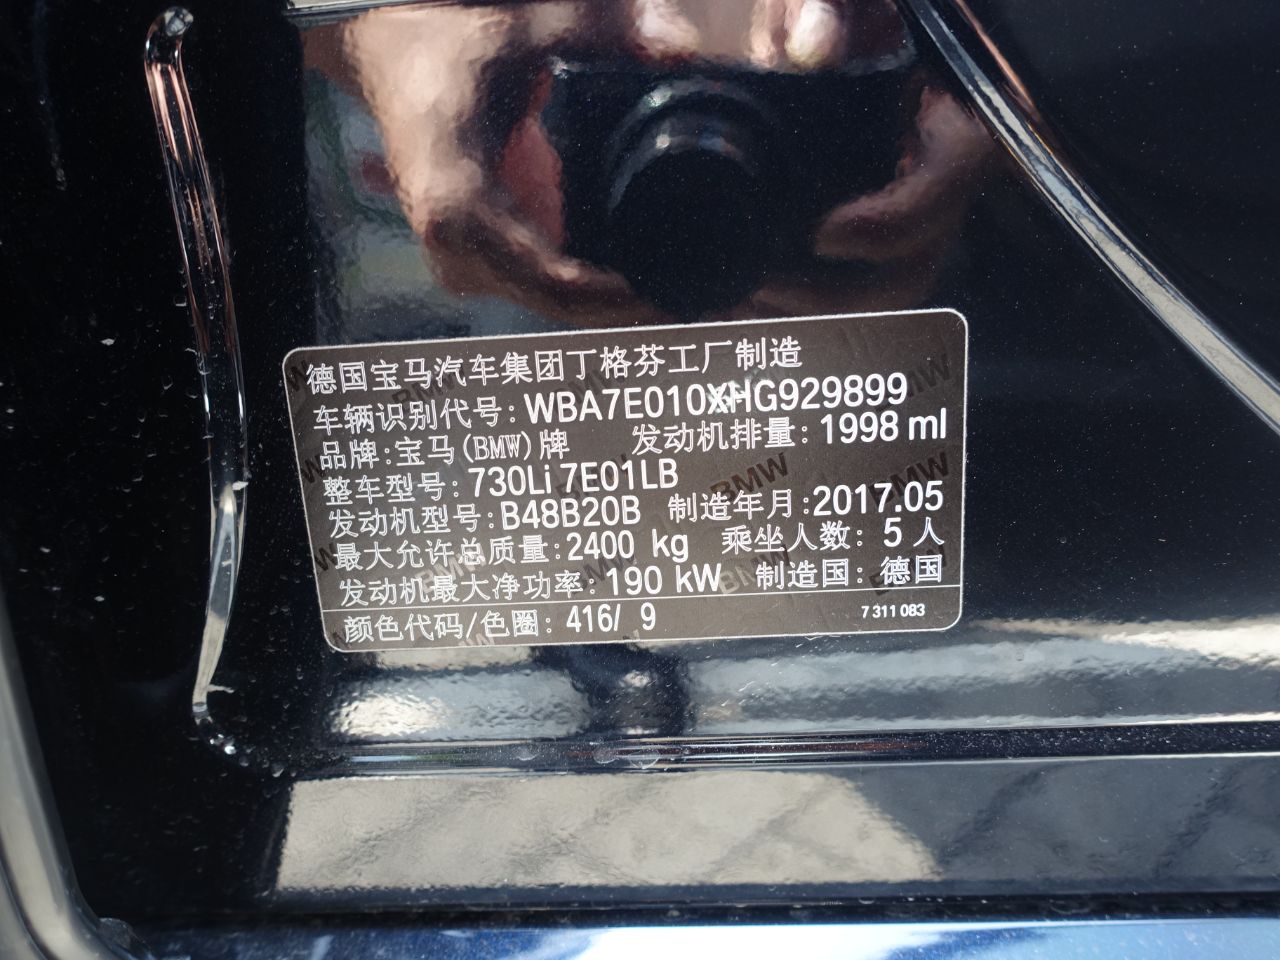 德国宝马汽车集团丁格芬工厂制造
车辆识别代号: WBA7E010XHG929899
品牌:宝马(BMW)牌 发动机排量: 1998 ml
整车型号: 730Li 7E01LB
发动机型号: B48B20B 制造年月: 2017.05
最大允许总质量: 2400 kg 乘坐人数: 5 人
发动机最大净功率: 190 kW 制造国: 德国
颜色代码/色圈: 416/ 9 7 311 083